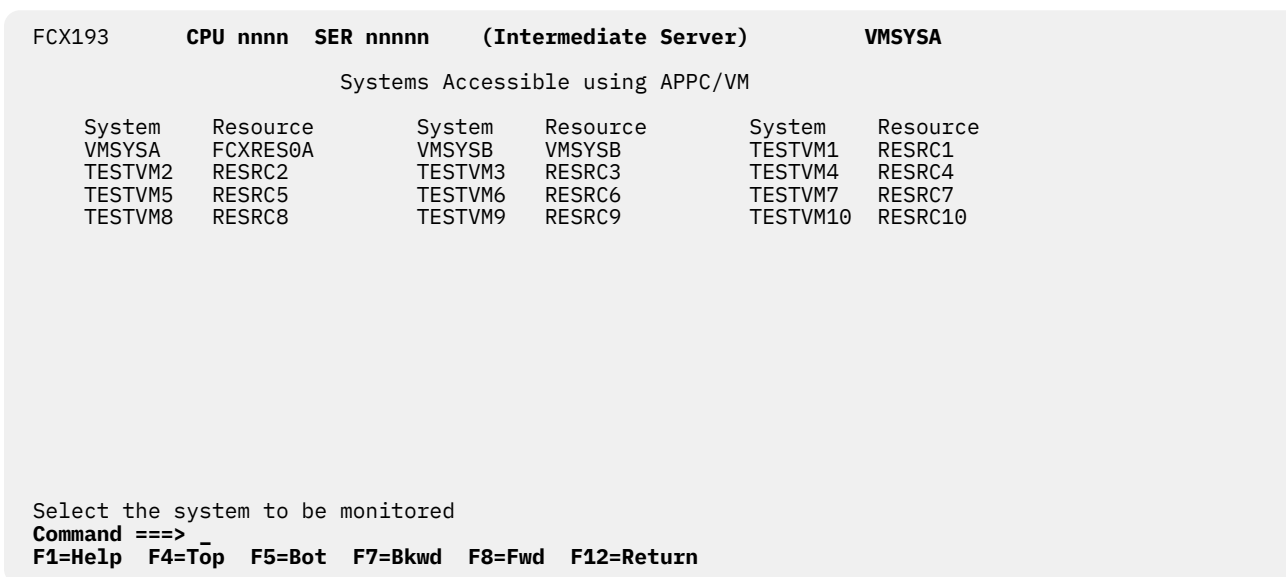 FCX193 CPU nnnn SER nnnnn (Intermediate Server) VMSYSA
Systems Accessible using APPC/VM
System Resource System Resource System Resource
VMSYSA FCXRES0A VMSYSB VMSYSB TESTVM1 RESRC1
TESTVM2 RESRC2 TESTVM3 RESRC3 TESTVM4 RESRC4
TESTVM5 RESRC5 TESTVM6 RESRC6 TESTVM7 RESRC7
TESTVM8 RESRC8 TESTVM9 RESRC9 TESTVM10 RESRC10
Select the system to be monitored
Command ===> _
F1=Help F4=Top F5=Bot F7=Bkwd F8=Fwd F12=Return